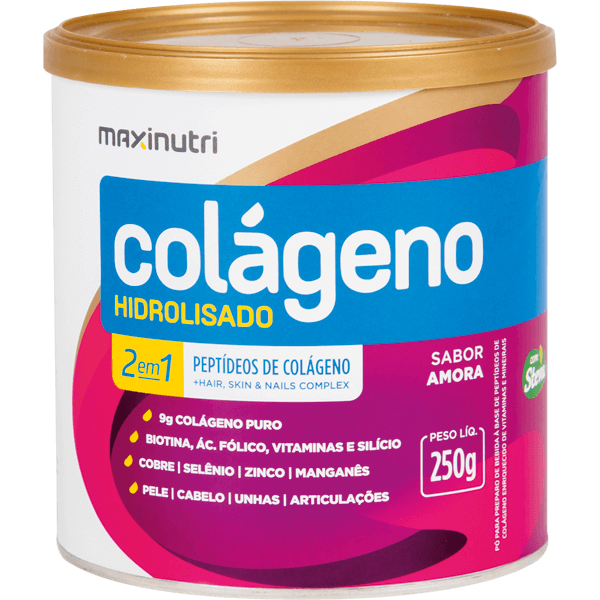 maxinutri
colágeno
HIDROLISADO
2em1
PEPTÍDEOS DE COLÁGENO
+HAIR, SKIN & NAILS COMPLEX
SABOR
AMORA
com
Stevia
9g COLÁGENO PURO
BIOTINA, ÁC. FÓLICO, VITAMINAS E SILÍCIO
COBRE | SELÊNIO | ZINCO | MANGANÊS
PELE | CABELO | UNHAS | ARTICULAÇÕES
PESO LÍQ.
250g
PÓ PARA PREPARO DE BEBIDA À BASE DE PEPTÍDEOS DE
COLÁGENO ENRIQUECIDO DE VITAMINAS E MINERAIS